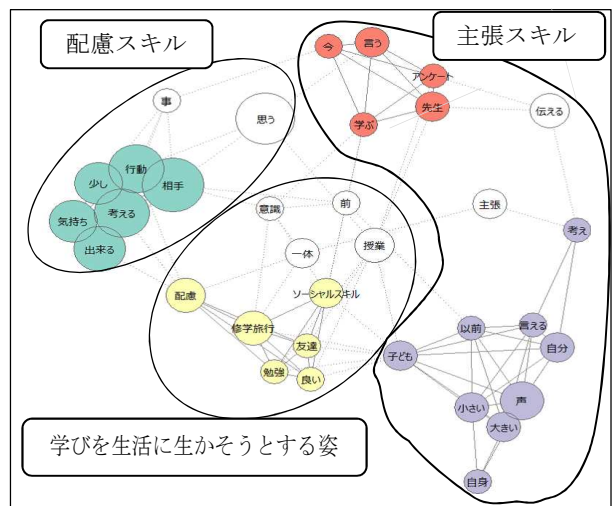 配慮スキル
主張スキル
今
言う
アンケート
先生
学ぶ
伝える
事
思う
行動
少し
相手
考える
気持ち
出来る
意識
前
主張
一体
授業
考え
配慮
ソーシャルスキル
修学旅行
友達
勉強
良い
以前
言える
自分
子ども
小さい
声
大きい
自身
学びを生活に生かそうとする姿